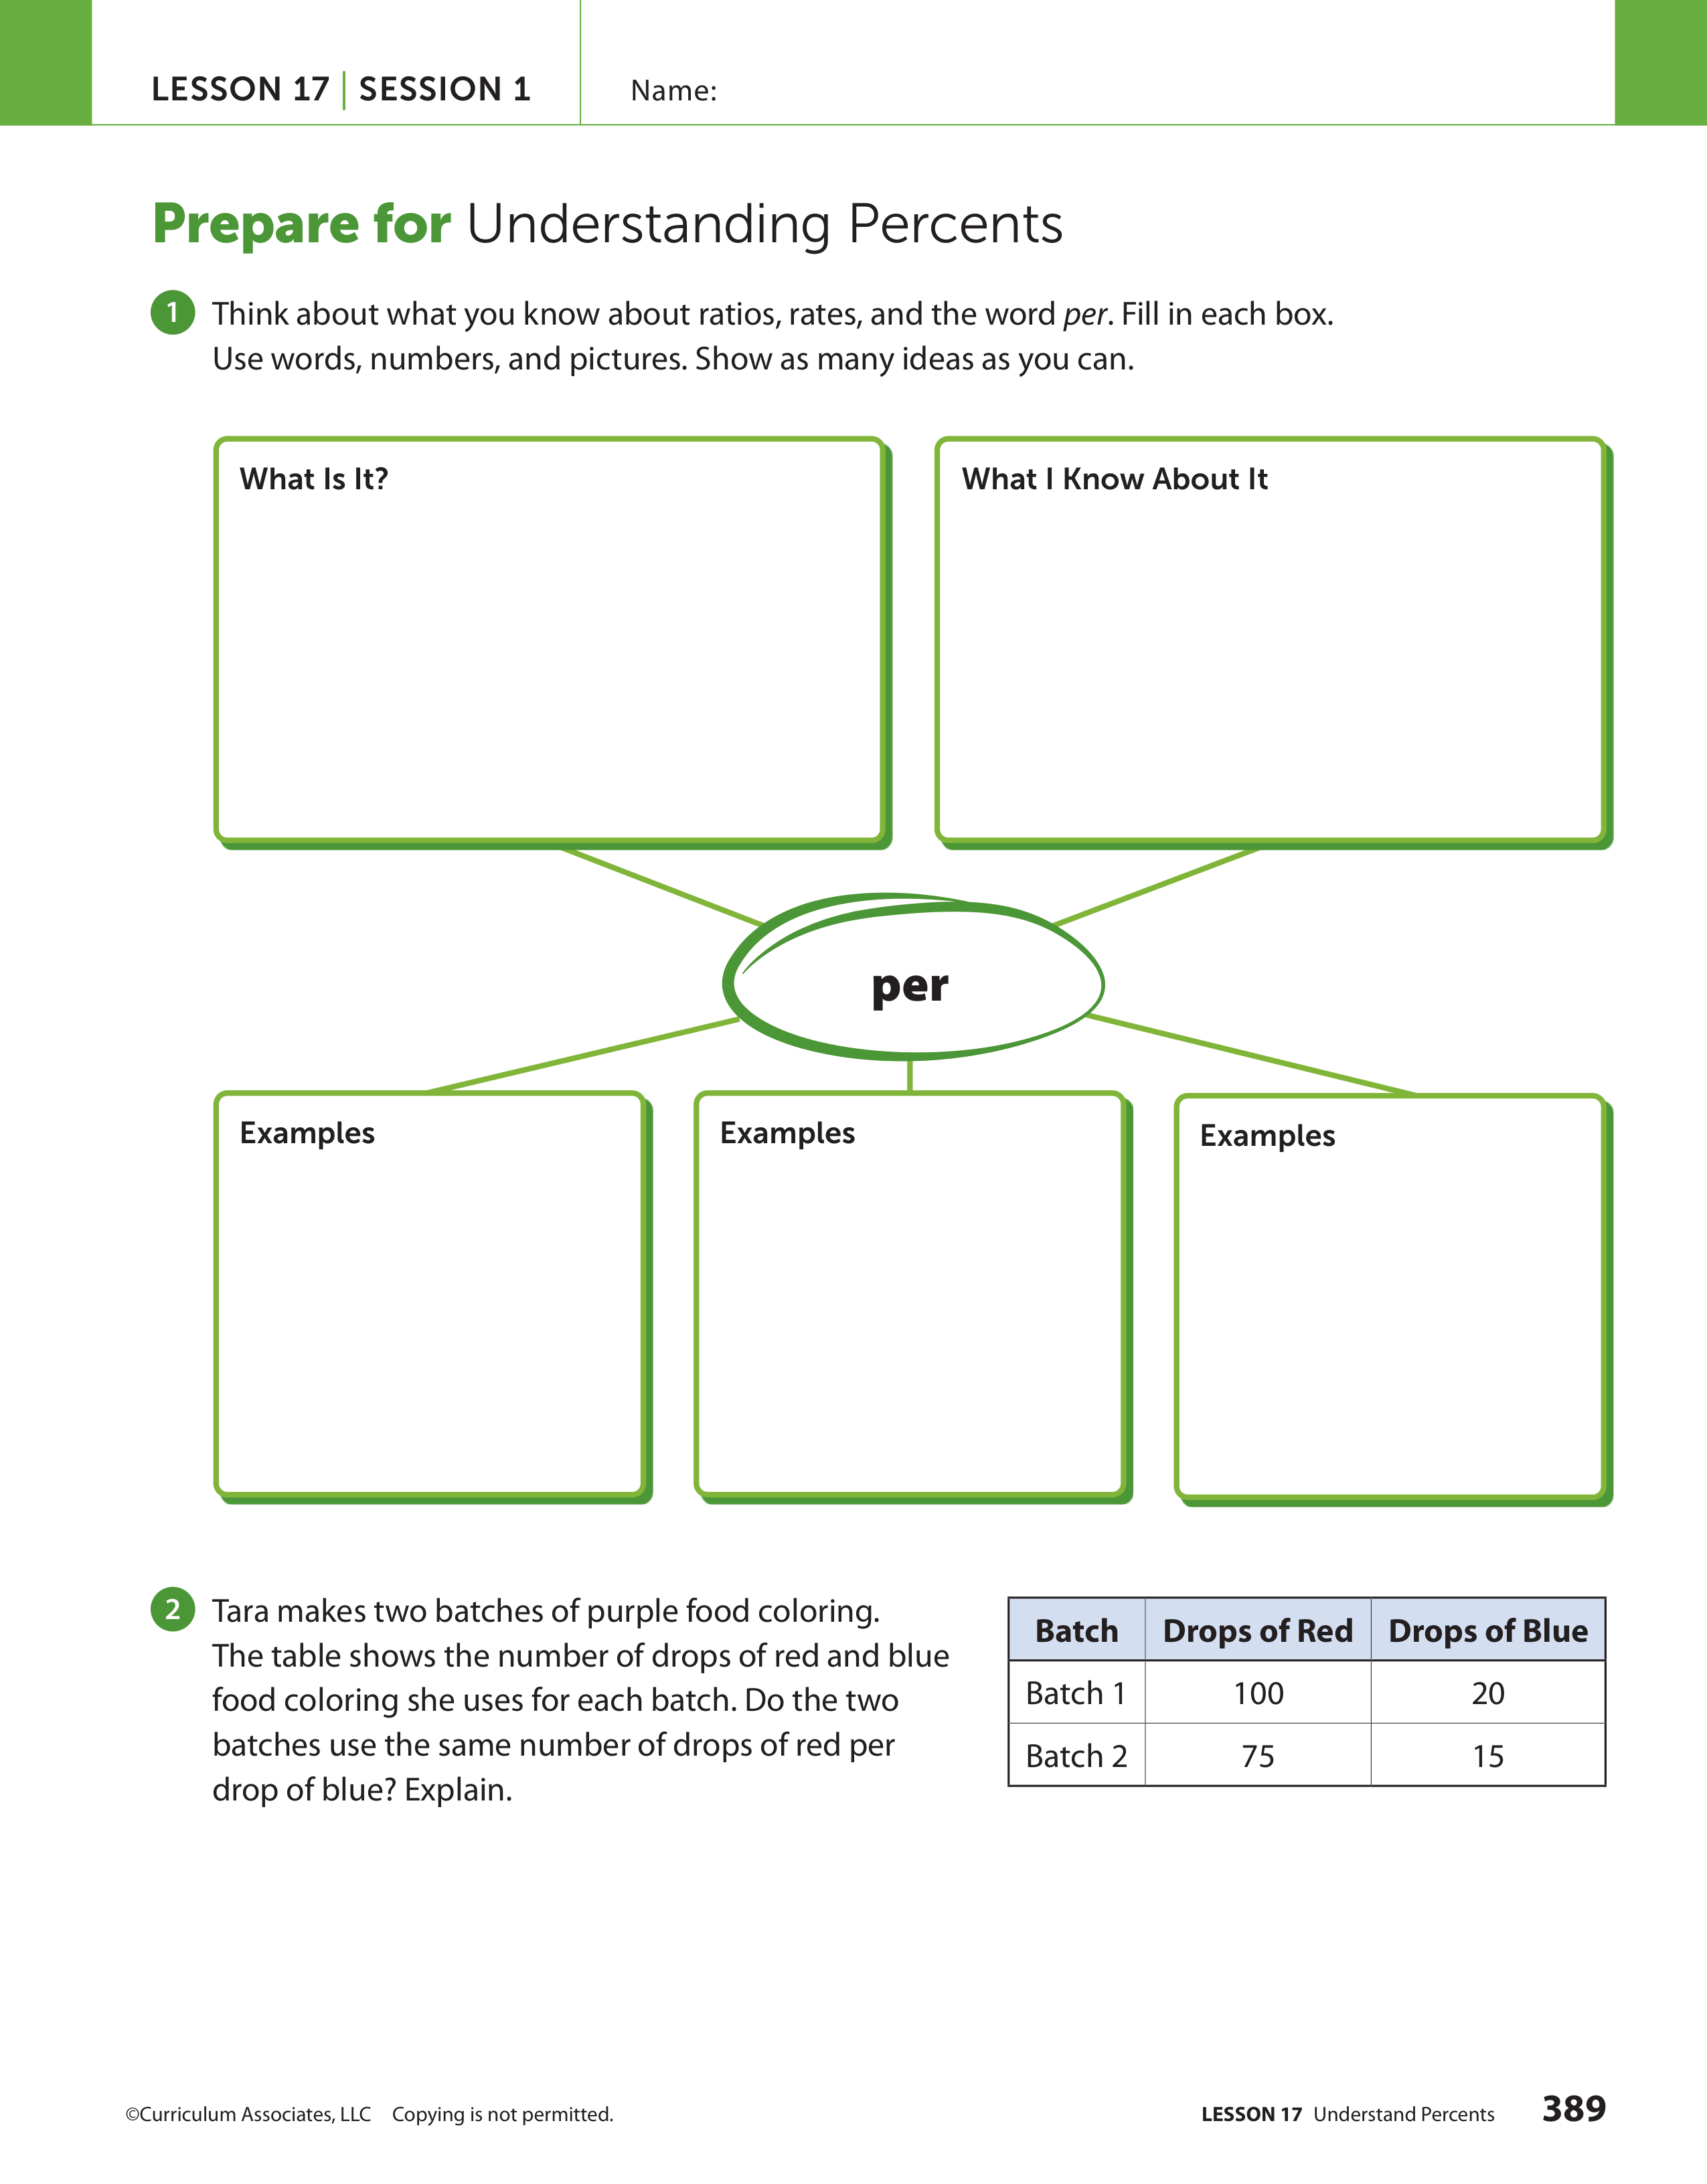 LESSON 17 | SESSION 1
Name:
Prepare for Understanding Percents
1 Think about what you know about ratios, rates, and the word per. Fill in each box.
Use words, numbers, and pictures. Show as many ideas as you can.
What Is It?
What I Know About It
per
Examples
Examples
Examples
2 Tara makes two batches of purple food coloring.
The table shows the number of drops of red and blue
food coloring she uses for each batch. Do the two
batches use the same number of drops of red per
drop of blue? Explain.
Batch Drops of Red Drops of Blue
Batch 1 100 20
Batch 2 75 15
©Curriculum Associates, LLC Copying is not permitted.
LESSON 17 Understand Percents 389